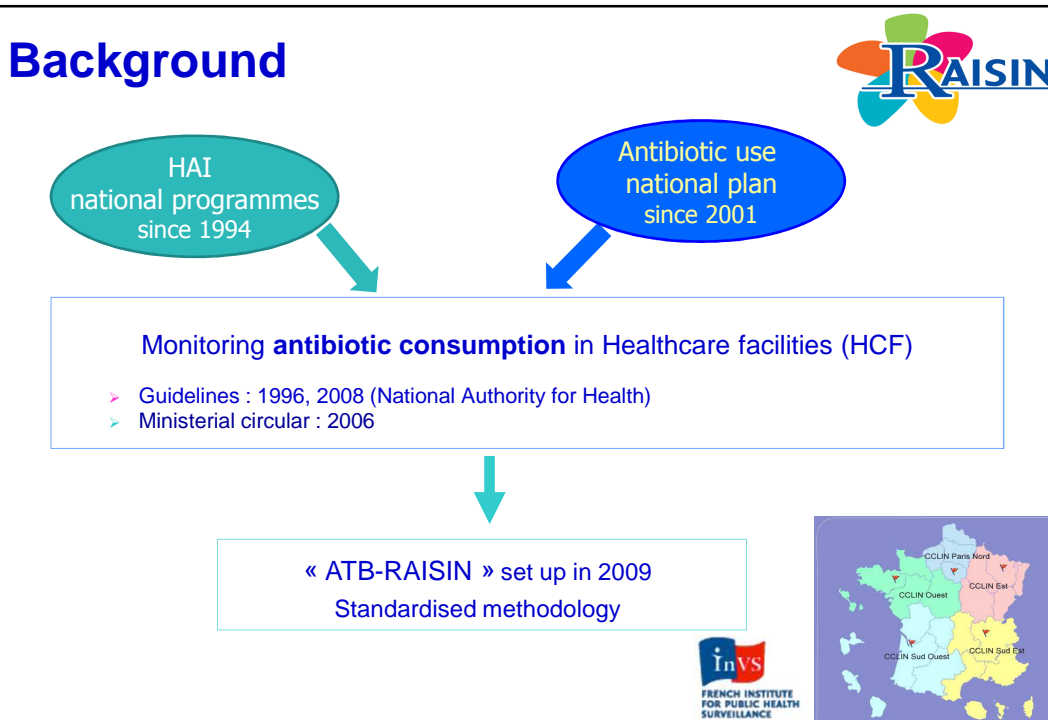 Background
RAISIN
HAI
national programmes
since 1994
Antibiotic use
national plan
since 2001
Monitoring antibiotic consumption in Healthcare facilities (HCF)
Guidelines : 1996, 2008 (National Authority for Health)
Ministerial circular : 2006
« ATB-RAISIN » set up in 2009
Standardised methodology
InVS
FRENCH INSTITUTE
FOR PUBLIC HEALTH
SURVEILLANCE
CCLIN Paris Nord
CCLIN Est
CCLIN Ouest
CCLIN Sud Ouest
CCLIN Sud Est